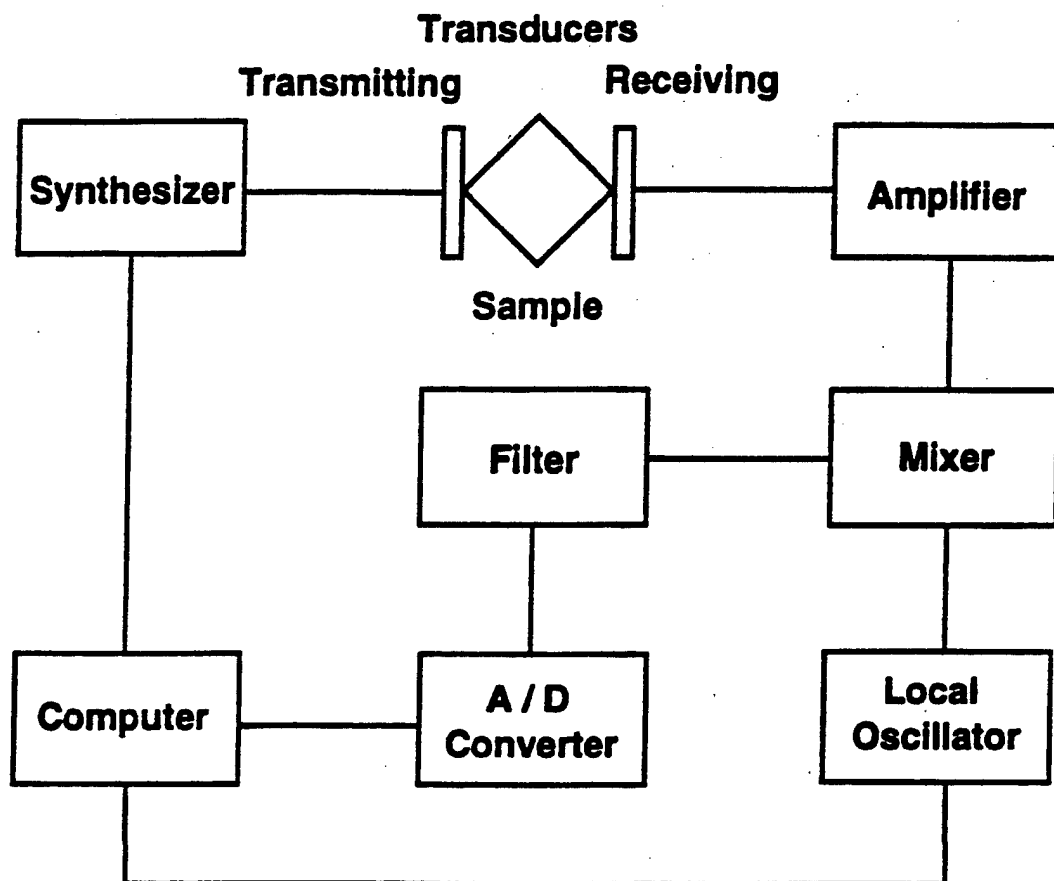 Transducers
Transmitting
Receiving
Synthesizer
Amplifier
Sample
Filter
Mixer
Computer
A / D
Converter
Local
Oscillator